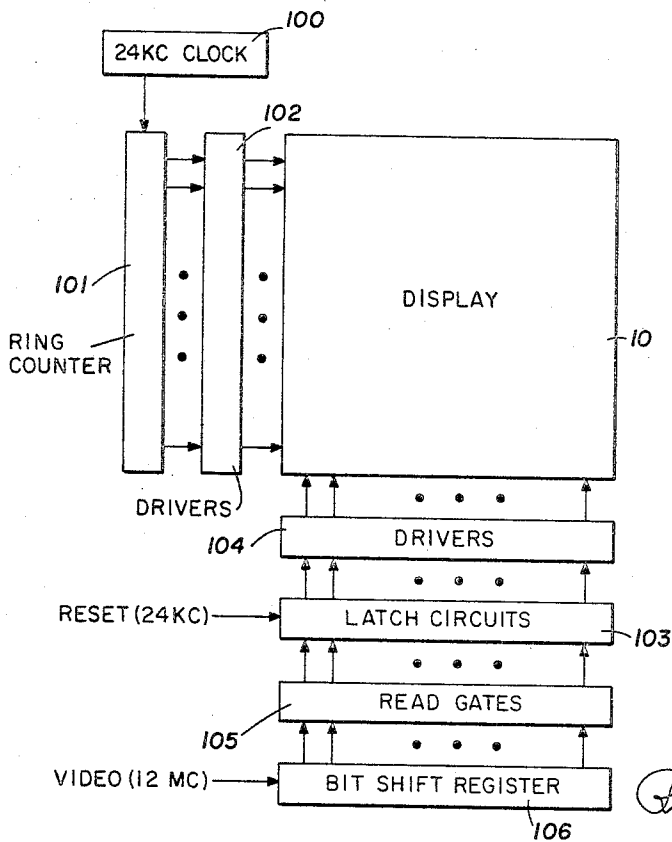 100
24KC CLOCK
102
101
RING
COUNTER
DISPLAY
10
DRIVERS
104
DRIVERS
RESET (24KC)
LATCH CIRCUITS
103
READ GATES
105
VIDEO (12 MC)
BIT SHIFT REGISTER
106